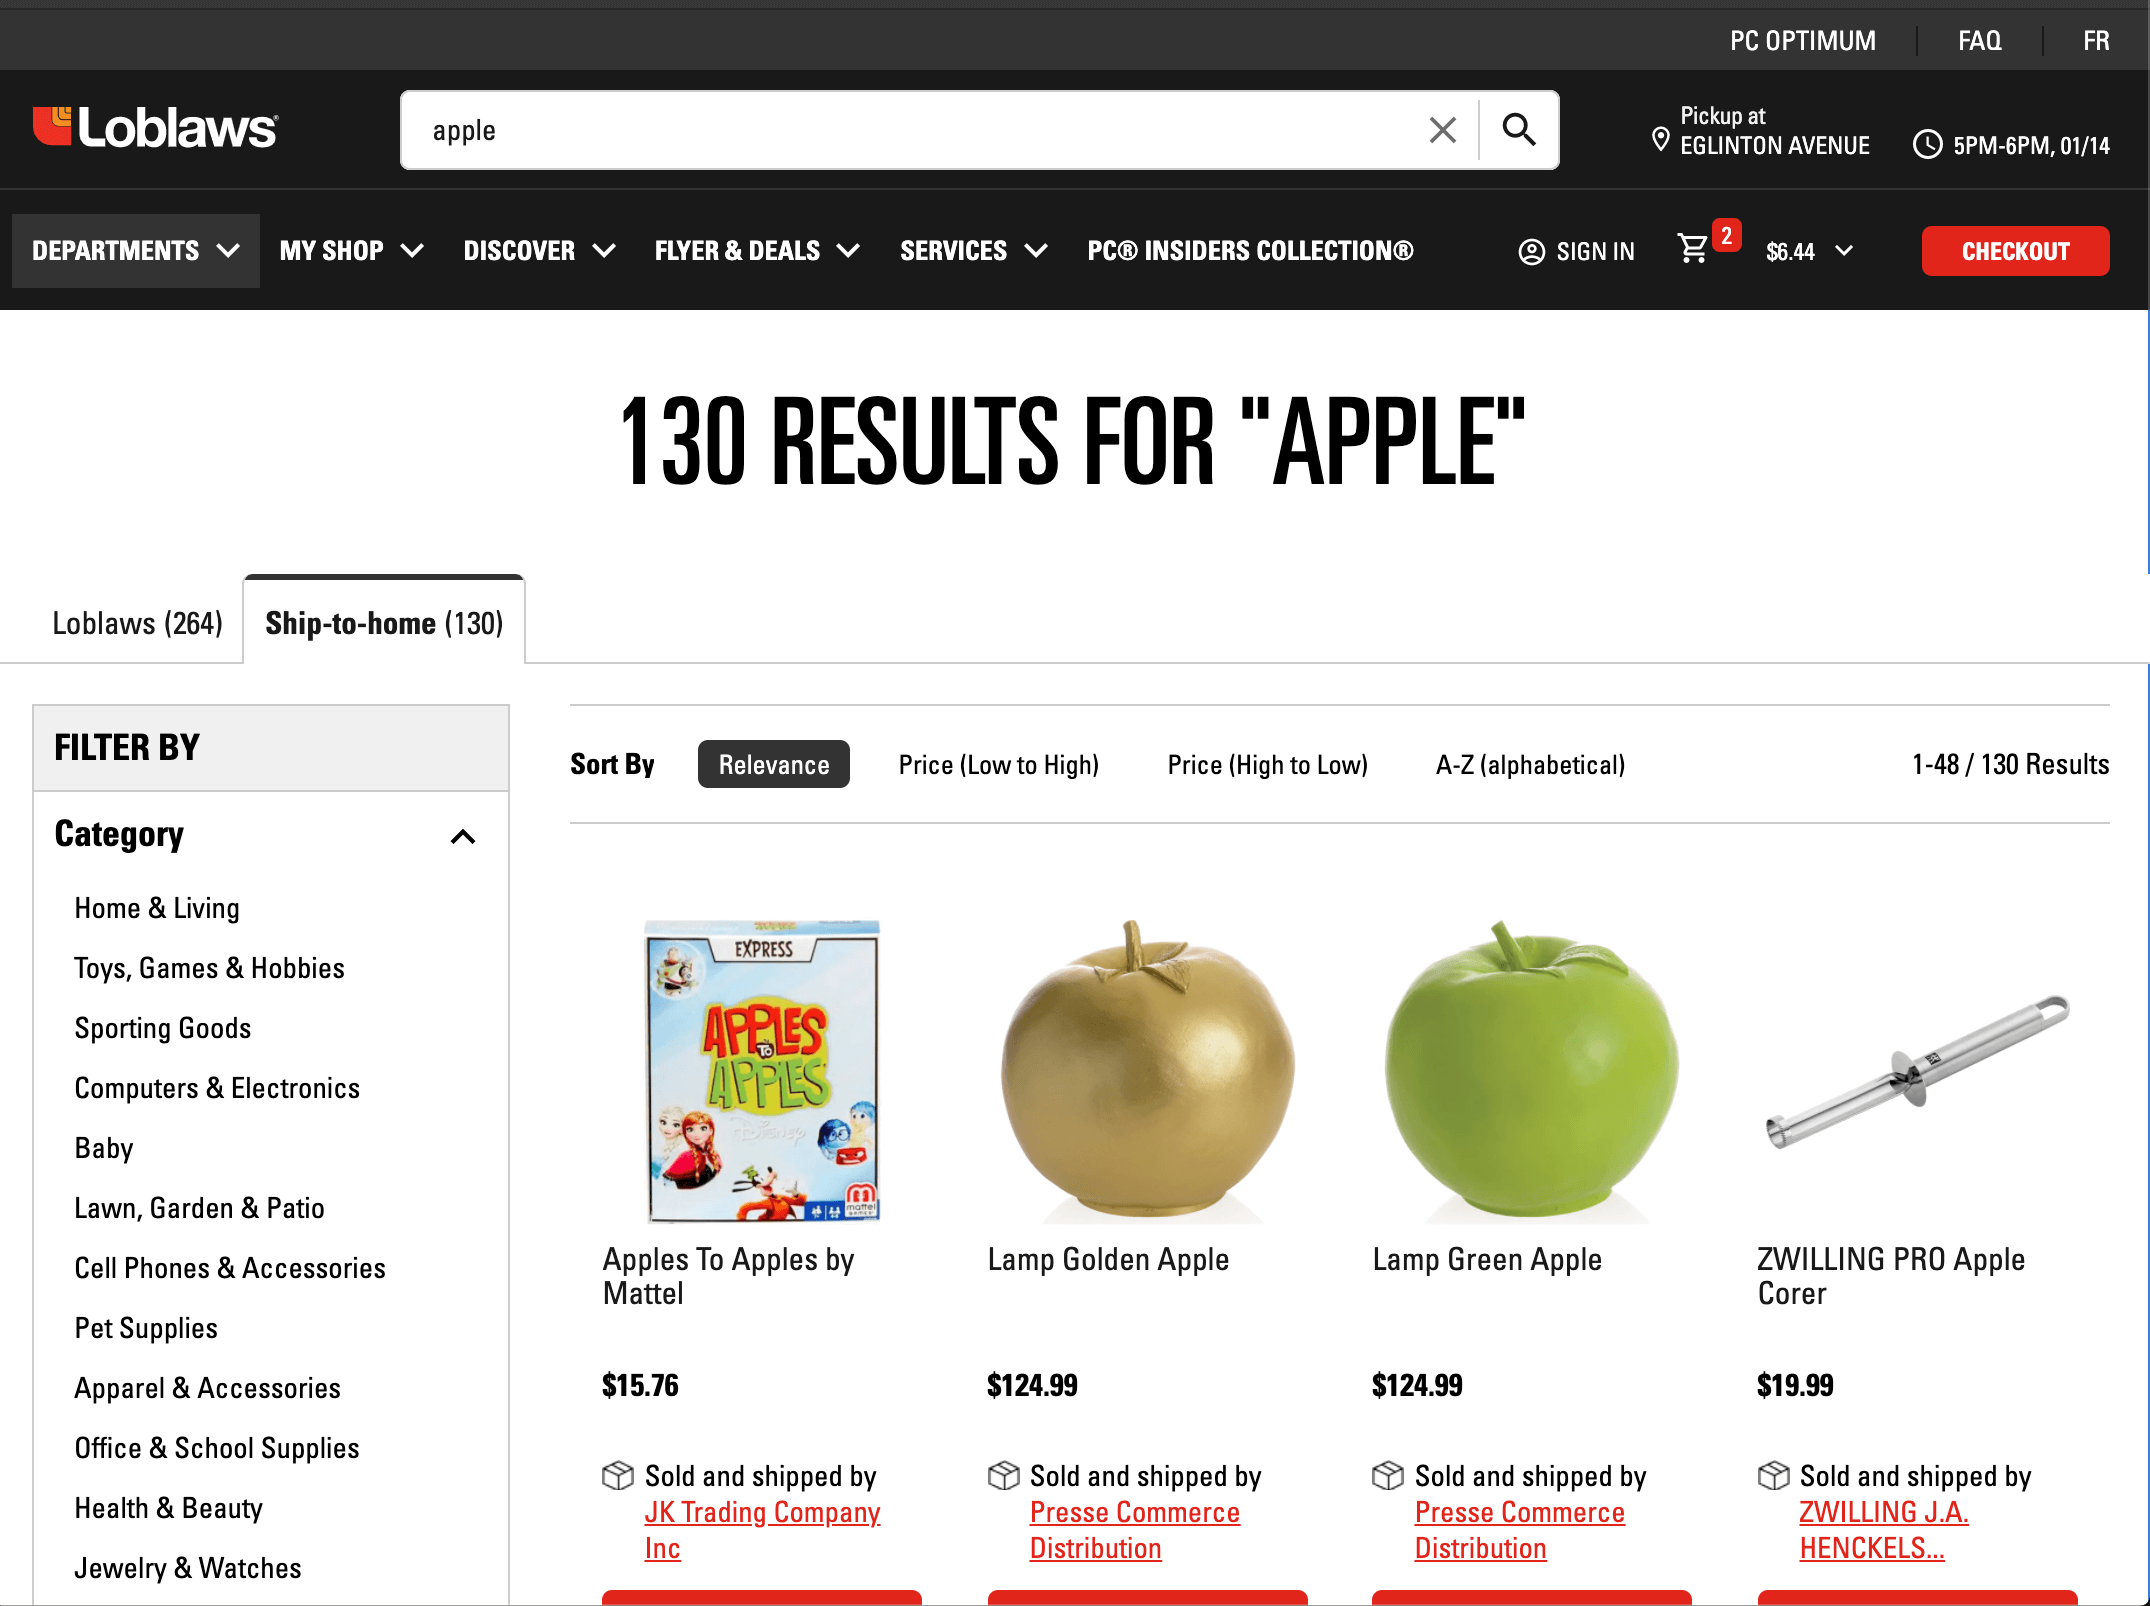 PC OPTIMUM
FAQ
FR
Loblaws®
apple
Pickup at
EGLINTON AVENUE
5PM-6PM, 01/14
DEPARTMENTS
MY SHOP
DISCOVER
FLYER & DEALS
SERVICES
PC® INSIDERS COLLECTION®
SIGN IN
2
$6.44
CHECKOUT
130 RESULTS FOR "APPLE"
Loblaws (264)
Ship-to-home (130)
FILTER BY
Category
Home & Living
Toys, Games & Hobbies
Sporting Goods
Computers & Electronics
Baby
Lawn, Garden & Patio
Cell Phones & Accessories
Pet Supplies
Apparel & Accessories
Office & School Supplies
Health & Beauty
Jewelry & Watches
Sort By
Relevance
Price (Low to High)
Price (High to Low)
A-Z (alphabetical)
1-48 / 130 Results
EXPRESS
APPLES
TO
APPLES
Disney
mattel
GAMES
Apples To Apples by
Mattel
$15.76
Sold and shipped by
JK Trading Company
Inc
Lamp Golden Apple
$124.99
Sold and shipped by
Presse Commerce
Distribution
Lamp Green Apple
$124.99
Sold and shipped by
Presse Commerce
Distribution
ZWILLING PRO Apple
Corer
$19.99
Sold and shipped by
ZWILLING J.A.
HENCKELS...